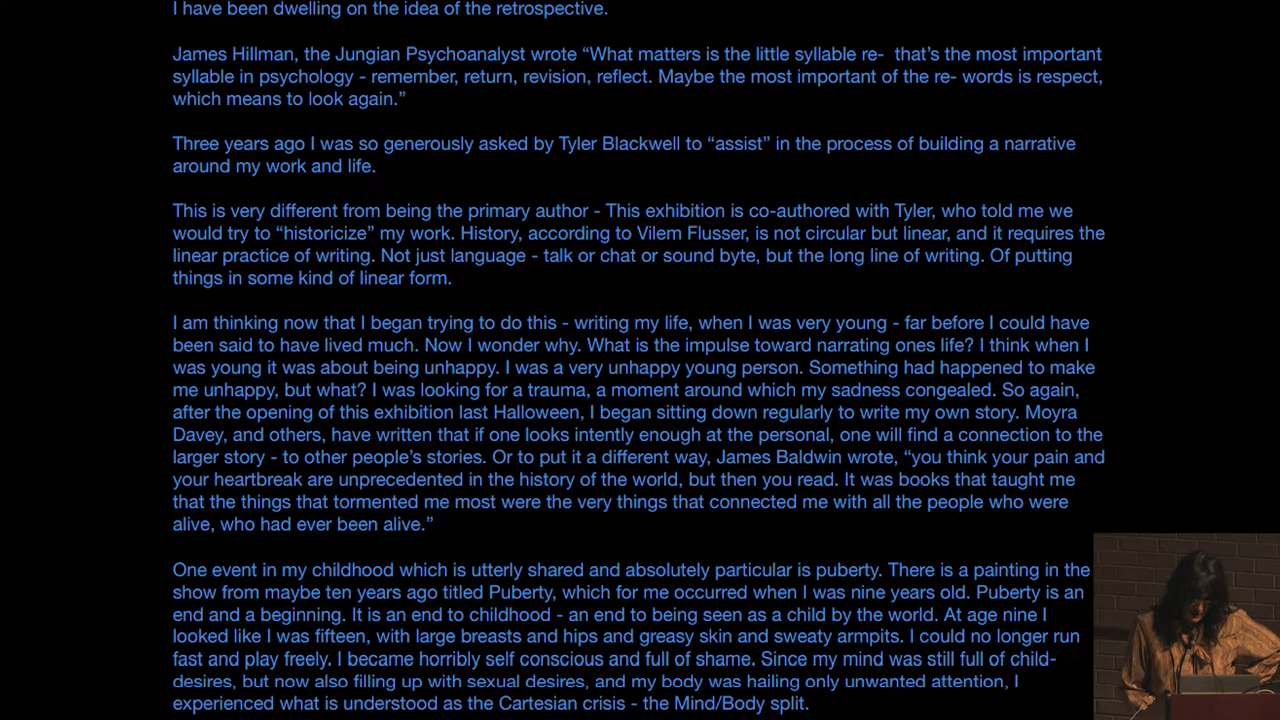 I have been dwelling on the idea of the retrospective.
James Hillman, the Jungian Psychoanalyst wrote “What matters is the little syllable re-  that’s the most important
syllable in psychology - remember, return, revision, reflect. Maybe the most important of the re- words is respect,
which means to look again.”
Three years ago I was so generously asked by Tyler Blackwell to “assist” in the process of building a narrative
around my work and life.
This is very different from being the primary author - This exhibition is co-authored with Tyler, who told me we
would try to “historicize” my work. History, according to Vilem Flusser, is not circular but linear, and it requires the
linear practice of writing. Not just language - talk or chat or sound byte, but the long line of writing. Of putting
things in some kind of linear form.
I am thinking now that I began trying to do this - writing my life, when I was very young - far before I could have
been said to have lived much. Now I wonder why. What is the impulse toward narrating ones life? I think when I
was young it was about being unhappy. I was a very unhappy young person. Something had happened to make
me unhappy, but what? I was looking for a trauma, a moment around which my sadness congealed. So again,
after the opening of this exhibition last Halloween, I began sitting down regularly to write my own story. Moyra
Davey, and others, have written that if one looks intently enough at the personal, one will find a connection to the
larger story - to other people’s stories. Or to put it a different way, James Baldwin wrote, “you think your pain and
your heartbreak are unprecedented in the history of the world, but then you read. It was books that taught me
that the things that tormented me most were the very things that connected me with all the people who were
alive, who had ever been alive.”
One event in my childhood which is utterly shared and absolutely particular is puberty. There is a painting in the
show from maybe ten years ago titled Puberty, which for me occurred when I was nine years old. Puberty is an
end and a beginning. It is an end to childhood - an end to being seen as a child by the world. At age nine I
looked like I was fifteen, with large breasts and hips and greasy skin and sweaty armpits. I could no longer run
fast and play freely. I became horribly self conscious and full of shame. Since my mind was still full of child-
desires, but now also filling up with sexual desires, and my body was hailing only unwanted attention, I
experienced what is understood as the Cartesian crisis - the Mind/Body split.